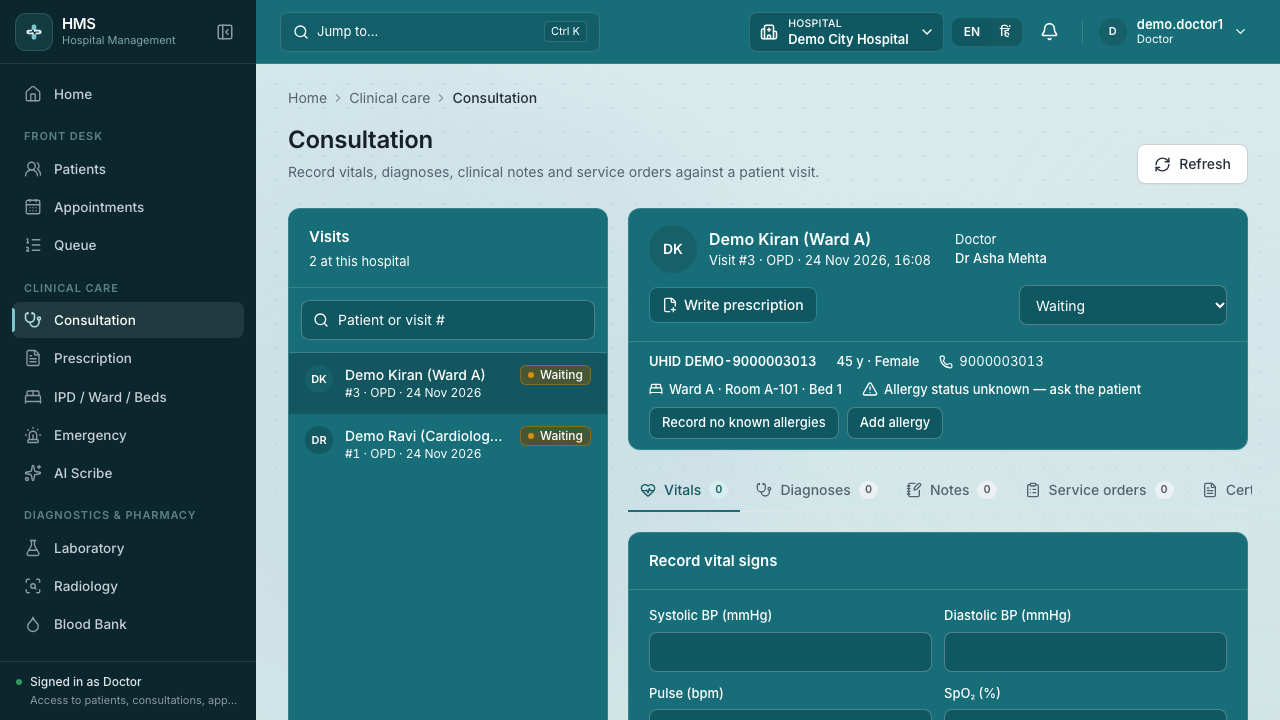 HMS
Hospital Management
Home
FRONT DESK
Patients
Appointments
Queue
CLINICAL CARE
Consultation
Prescription
IPD / Ward / Beds
Emergency
AI Scribe
DIAGNOSTICS & PHARMACY
Laboratory
Radiology
Blood Bank
Signed in as Doctor
Access to patients, consultations, app...
Jump to...
Ctrl K
HOSPITAL
Demo City Hospital
EN
हिं
D
demo.doctor1
Doctor
Home > Clinical care > Consultation
Consultation
Record vitals, diagnoses, clinical notes and service orders against a patient visit.
Refresh
Visits
2 at this hospital
Patient or visit #
DK
Demo Kiran (Ward A)
Waiting
#3 · OPD · 24 Nov 2026
DR
Demo Ravi (Cardiolog...
Waiting
#1 · OPD · 24 Nov 2026
DK
Demo Kiran (Ward A)
Visit #3 · OPD · 24 Nov 2026, 16:08
Doctor
Dr Asha Mehta
Write prescription
Waiting
UHID DEMO-9000003013
45 y · Female
9000003013
Ward A · Room A-101 · Bed 1
Allergy status unknown — ask the patient
Record no known allergies
Add allergy
Vitals 0
Diagnoses 0
Notes 0
Service orders 0
Cert
Record vital signs
Systolic BP (mmHg)
Diastolic BP (mmHg)
Pulse (bpm)
SpO₂ (%)